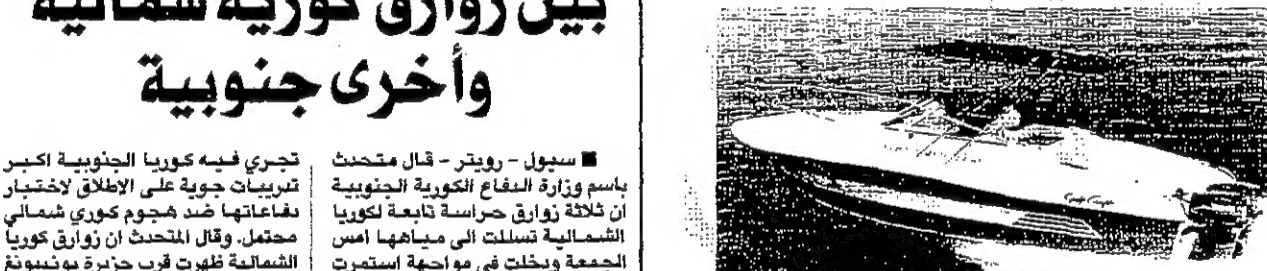 بين زوارق كورية شمالية
وأخرى جنوبية
■ سيول - رويتر - قال متحدث
باسم وزارة الدفاع الكورية الجنوبية
ان ثلاثة زوارق حراسة تابعة لكوريا
الشمالية تسللت الى مياهها امس
الجمعة ودخلت في مواجهة استمرت
تجري فيه كوريا الجنوبية اكبر
تدريبات جوية على الاطلاق لاختبار
دفاعاتها ضد هجوم كوري شمالي
محتمل. وقال المتحدث ان زوارق كوريا
الشمالية ظهرت قرب جزيرة يونبيونغ